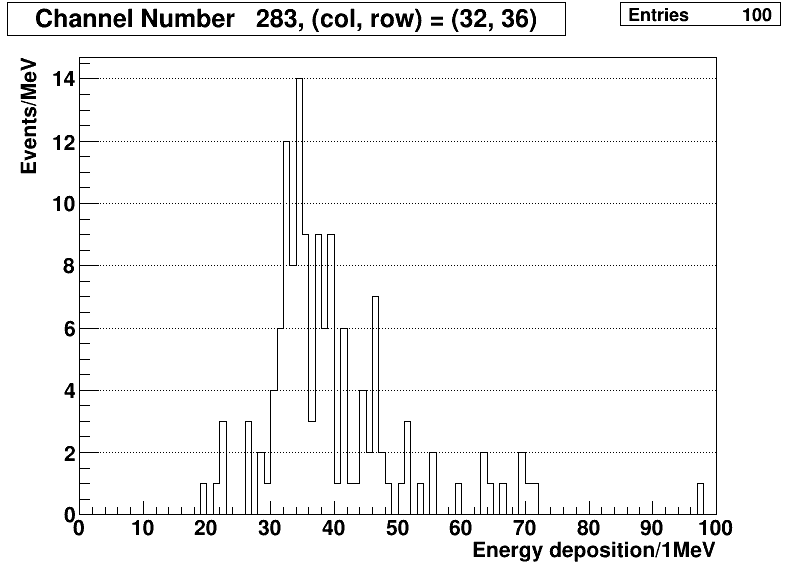 Channel Number 283, (col, row) = (32, 36)
Entries 100
Events/MeV
14
12
10
8
6
4
2
0
0 10 20 30 40 50 60 70 80 90 100
Energy deposition/1MeV